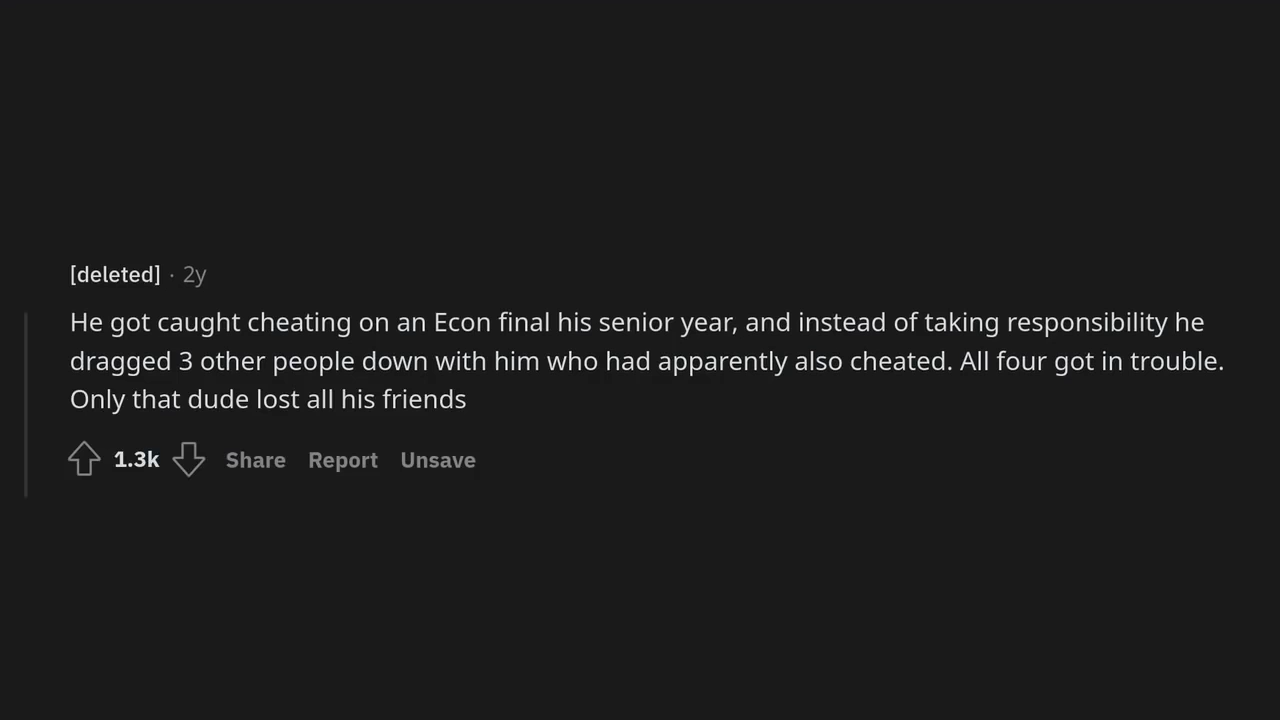 [deleted] · 2y
He got caught cheating on an Econ final his senior year, and instead of taking responsibility he
dragged 3 other people down with him who had apparently also cheated. All four got in trouble.
Only that dude lost all his friends
1.3k Share Report Unsave